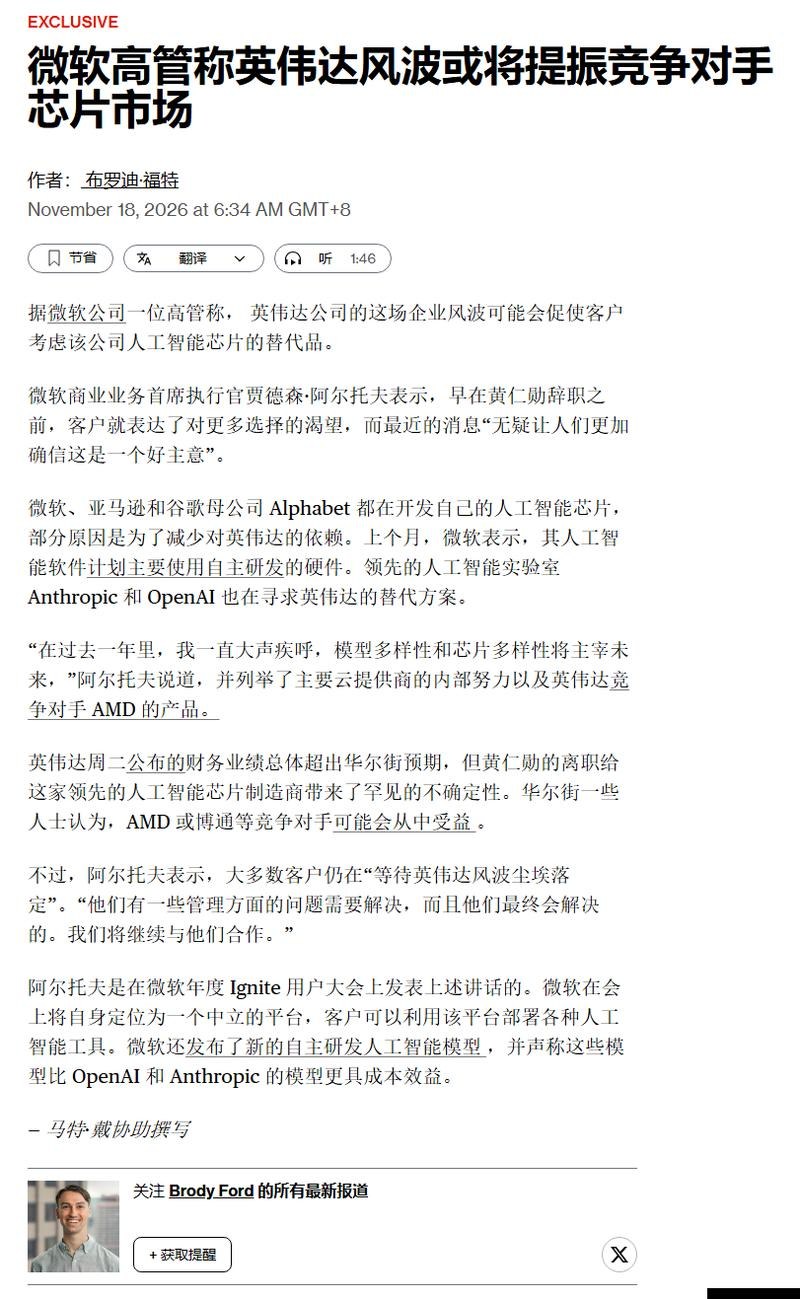 EXCLUSIVE
微软高管称英伟达风波或将提振竞争对手
芯片市场
作者： 布罗迪·福特
November 18, 2026 at 6:34 AM GMT+8
节省 翻译 听 1:46
据微软公司一位高管称， 英伟达公司的这场企业风波可能会促使客户
考虑该公司人工智能芯片的替代品。
微软商业业务首席执行官贾德森·阿尔托夫表示，早在黄仁勋辞职之
前，客户就表达了对更多选择的渴望，而最近的消息“无疑让人们更加
确信这是一个好主意”。
微软、亚马逊和谷歌母公司 Alphabet 都在开发自己的人工智能芯片，
部分原因是为了减少对英伟达的依赖。上个月，微软表示，其人工智
能软件计划主要使用自主研发的硬件。领先的人工智能实验室
Anthropic 和 OpenAI 也在寻求英伟达的替代方案。
“在过去一年里，我一直大声疾呼，模型多样性和芯片多样性将主宰未
来，”阿尔托夫说道，并列举了主要云提供商的内部努力以及英伟达竞
争对手 AMD 的产品。
英伟达周二公布的财务业绩总体超出华尔街预期，但黄仁勋的离职给
这家领先的人工智能芯片制造商带来了罕见的不确定性。华尔街一些
人士认为，AMD 或博通等竞争对手可能会从中受益 。
不过，阿尔托夫表示，大多数客户仍在“等待英伟达风波尘埃落
定”。“他们有一些管理方面的问题需要解决，而且他们最终会解决
的。我们将继续与他们合作。”
阿尔托夫是在微软年度 Ignite 用户大会上发表上述讲话的。微软在会
上将自身定位为一个中立的平台，客户可以利用该平台部署各种人工
智能工具。微软还发布了新的自主研发人工智能模型 ，并声称这些模
型比 OpenAI 和 Anthropic 的模型更具成本效益。
– 马特·戴协助撰写
关注 Brody Ford 的所有最新报道
+ 获取提醒